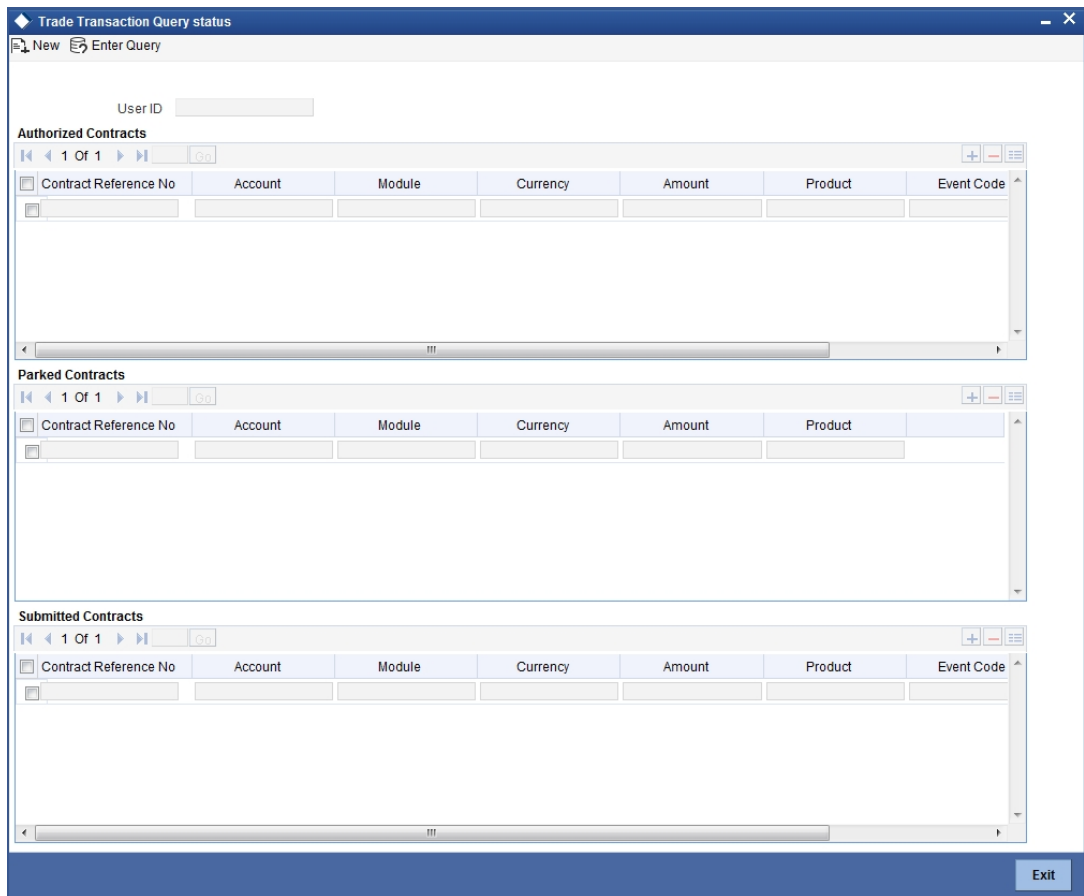 Trade Transaction Query status
New Enter Query
User ID
Authorized Contracts
1 Of 1 Go
Contract Reference No Account Module Currency Amount Product Event Code
Parked Contracts
1 Of 1 Go
Contract Reference No Account Module Currency Amount Product
Submitted Contracts
1 Of 1 Go
Contract Reference No Account Module Currency Amount Product Event Code
Exit